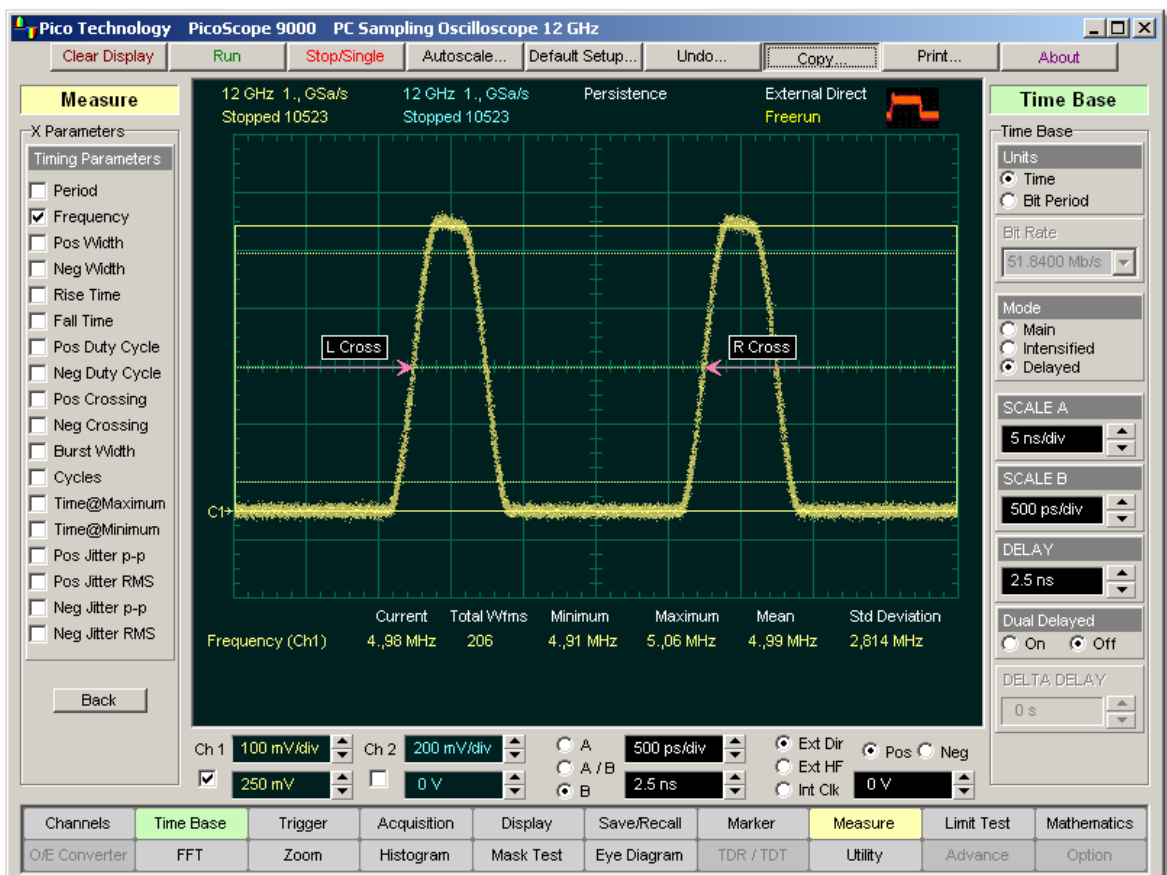 Pico Technology PicoScope 9000 PC Sampling Oscilloscope 12 GHz
Clear Display Run Stop/Single Autoscale... Default Setup... Undo... Copy... Print... About
Measure
X Parameters
Timing Parameters
Period
Frequency
Pos Width
Neg Width
Rise Time
Fall Time
Pos Duty Cycle
Neg Duty Cycle
Pos Crossing
Neg Crossing
Burst Width
Cycles
Time@Maximum
Time@Minimum
Pos Jitter p-p
Pos Jitter RMS
Neg Jitter p-p
Neg Jitter RMS
Back
12 GHz 1., GSa/s 12 GHz 1., GSa/s Persistence External Direct
Stopped 10523 Stopped 10523 Freerun
L Cross R Cross
C1
Current Total Wfms Minimum Maximum Mean Std Deviation
Frequency (Ch1) 4.,98 MHz 206 4.,91 MHz 5.,06 MHz 4.,99 MHz 2,814 MHz
Time Base
Time Base
Units
Time
Bit Period
Bit Rate
51.8400 Mb/s
Mode
Main
Intensified
Delayed
SCALE A
5 ns/div
SCALE B
500 ps/div
DELAY
2.5 ns
Dual Delayed
On Off
DELTA DELAY
0 s
Ch 1 100 mV/div Ch 2 200 mV/div A 500 ps/div Ext Dir Pos Neg
A / B Ext HF
250 mV 0 V B 2.5 ns Int Clk 0 V
Channels Time Base Trigger Acquisition Display Save/Recall Marker Measure Limit Test Mathematics
O/E Converter FFT Zoom Histogram Mask Test Eye Diagram TDR / TDT Utility Advance Option